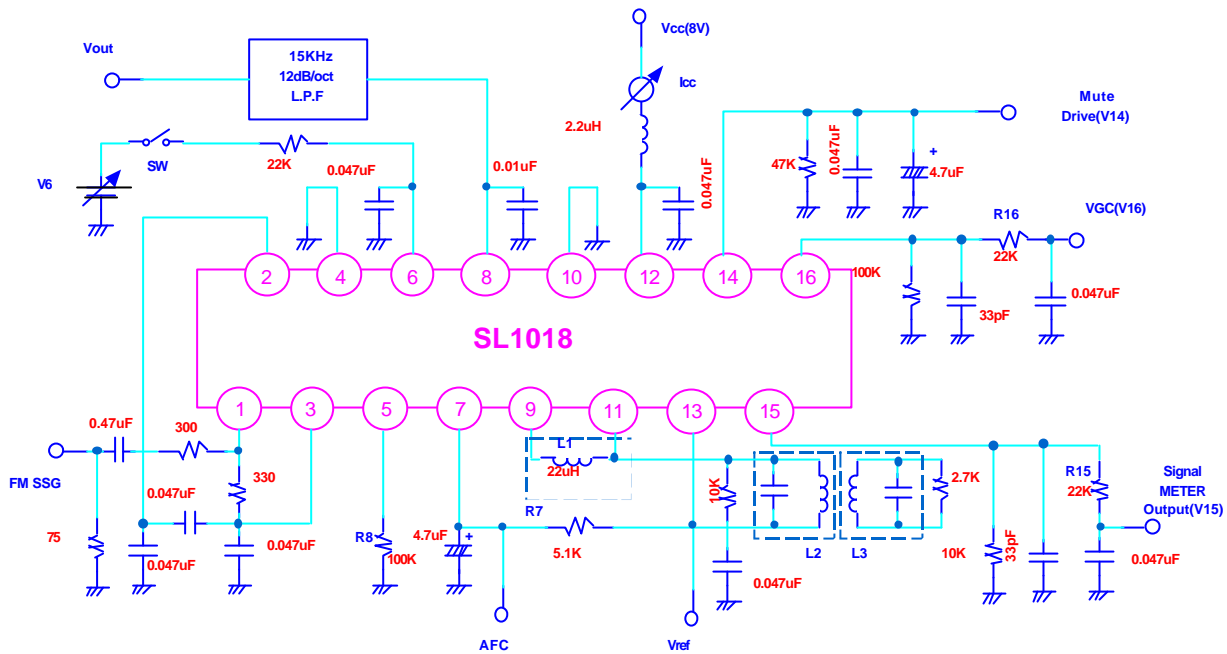 Vcc(8V)
Vout
15KHz
12dB/oct
L.P.F
Icc
Mute
Drive(V14)
2.2uH
SW
22K
0.047uF
0.01uF
0.047uF
47K
0.047uF
+
4.7uF
V6
R16
VGC(V16)
22K
100K
33pF
0.047uF
2
4
6
8
10
12
14
16
SL1018
1
3
5
7
9
11
13
15
0.47uF
300
L1
22uH
FM SSG
330
10K
2.7K
R15
22K
Signal
METER
Output(V15)
0.047uF
75
R8
100K
4.7uF
+
R7
5.1K
L2
L3
10K
33pF
0.047uF
0.047uF
0.047uF
0.047uF
AFC
Vref